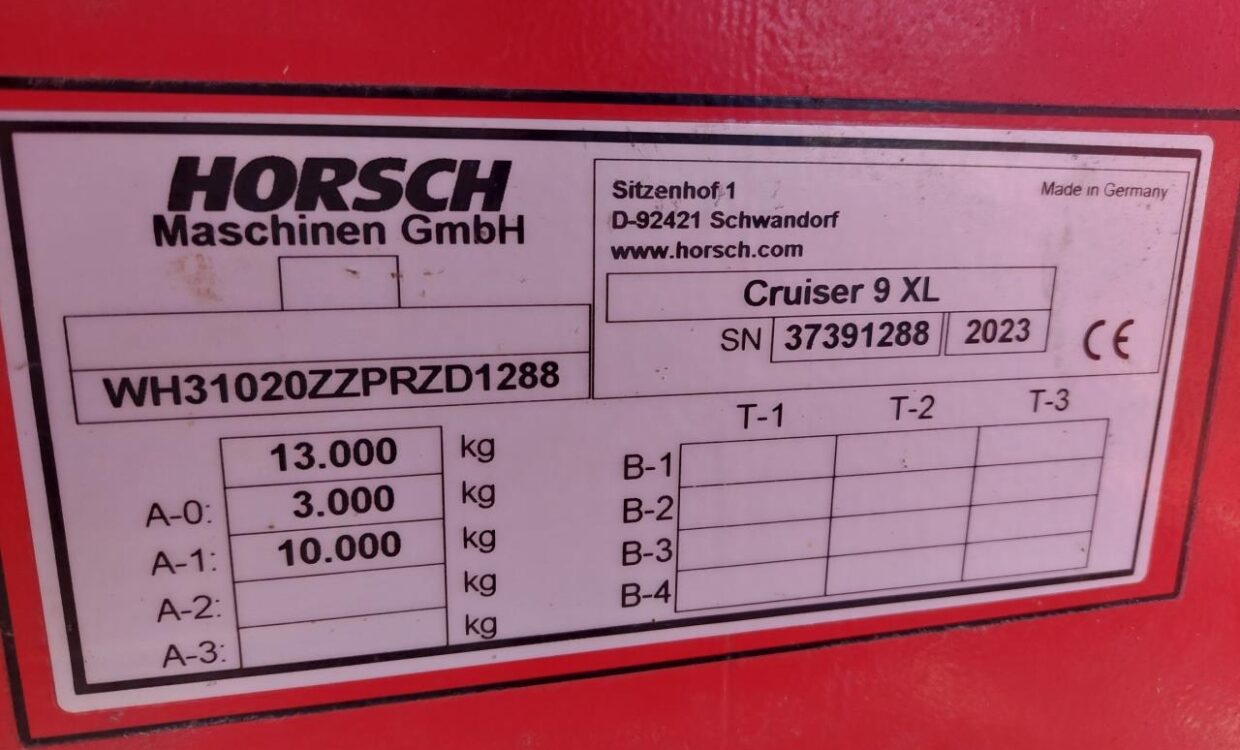 HORSCH
Maschinen GmbH
WH31020ZZPRZD1288
Sitzenhof 1
D-92421 Schwandorf
www.horsch.com
Made in Germany
Cruiser 9 XL
SN 37391288 2023
CE
13.000 kg
A-0: 3.000 kg
A-1: 10.000 kg
A-2: kg
A-3: kg
T-1 T-2 T-3
B-1
B-2
B-3
B-4